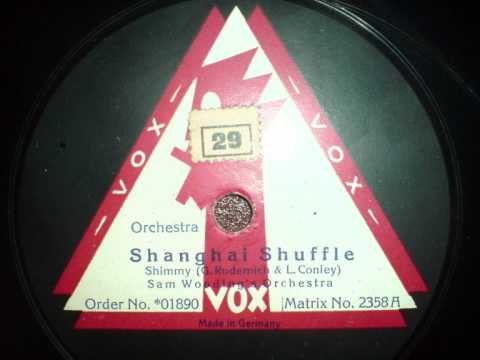 - VOX -
- VOX -
29
Orchestra
Shanghai Shuffle
Shimmy (G. Rodemich & L. Conley)
Sam Wooding's Orchestra
Order No. *01890 VOX Matrix No. 2358 A
Made in Germany